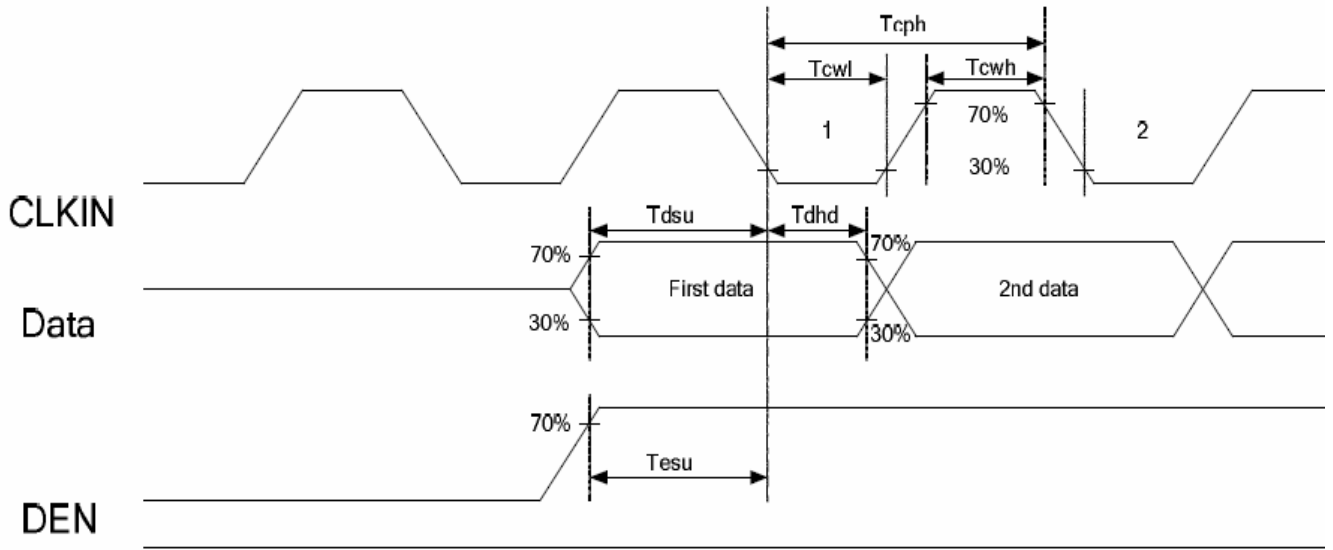 Tcph
Tcwl
Tcwh
1
70%
2
30%
CLKIN
Tdsu
Tdhd
70%
70%
First data
2nd data
Data
30%
30%
70%
Tesu
DEN